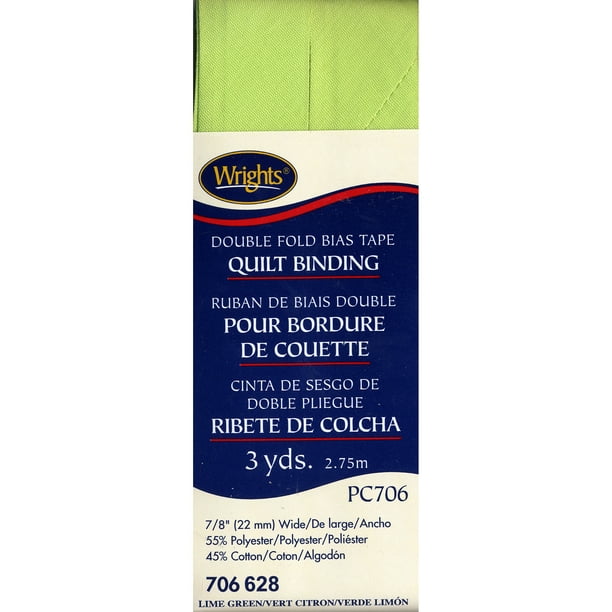 Wrights®
DOUBLE FOLD BIAS TAPE
QUILT BINDING
RUBAN DE BIAIS DOUBLE
POUR BORDURE
DE COUETTE
CINTA DE SESGO DE
DOBLE PLIEGUE
RIBETE DE COLCHA
3 yds. 2.75m
PC706
7/8" (22 mm) Wide/De large/Ancho
55% Polyester/Polyester/Poliéster
45% Cotton/Coton/Algodón
706 628
LIME GREEN/VERT CITRON/VERDE LIMÓN